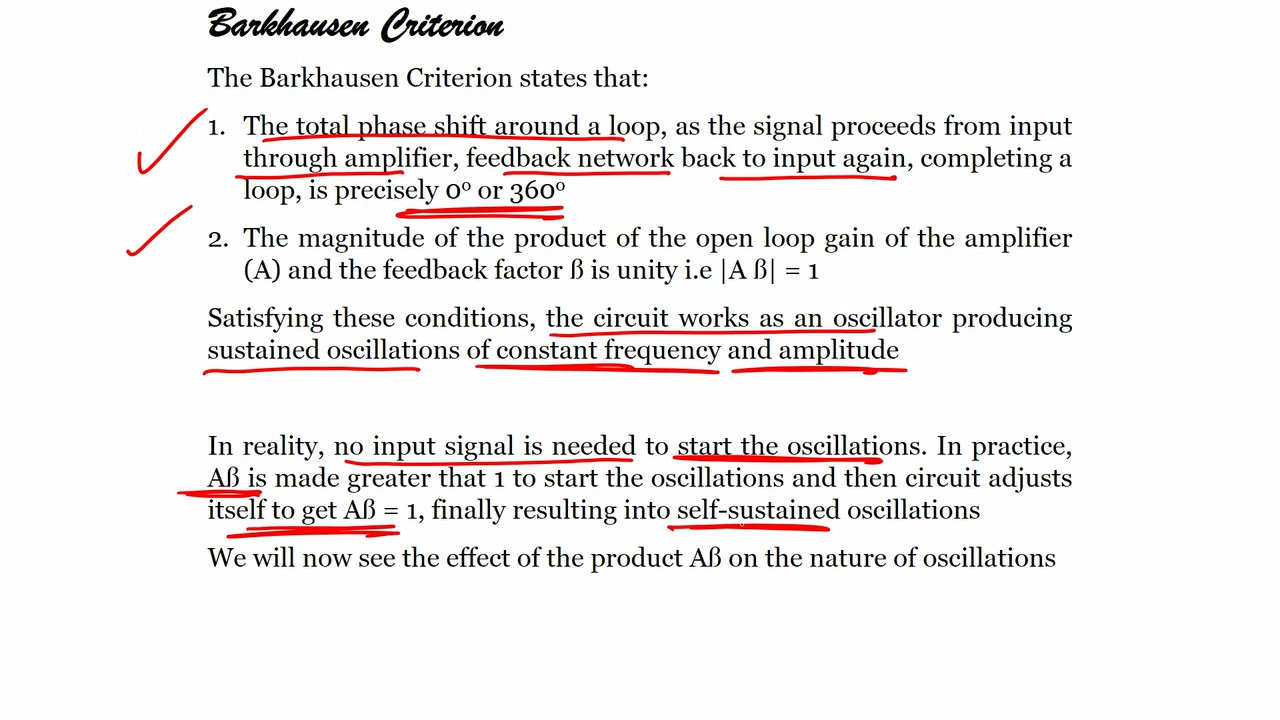 Barkhausen Criterion
The Barkhausen Criterion states that:
1. The total phase shift around a loop, as the signal proceeds from input
through amplifier, feedback network back to input again, completing a
loop, is precisely 0º or 360º
2. The magnitude of the product of the open loop gain of the amplifier
(A) and the feedback factor ß is unity i.e |A ß| = 1
Satisfying these conditions, the circuit works as an oscillator producing
sustained oscillations of constant frequency and amplitude
In reality, no input signal is needed to start the oscillations. In practice,
Aß is made greater that 1 to start the oscillations and then circuit adjusts
itself to get Aß = 1, finally resulting into self-sustained oscillations
We will now see the effect of the product Aß on the nature of oscillations